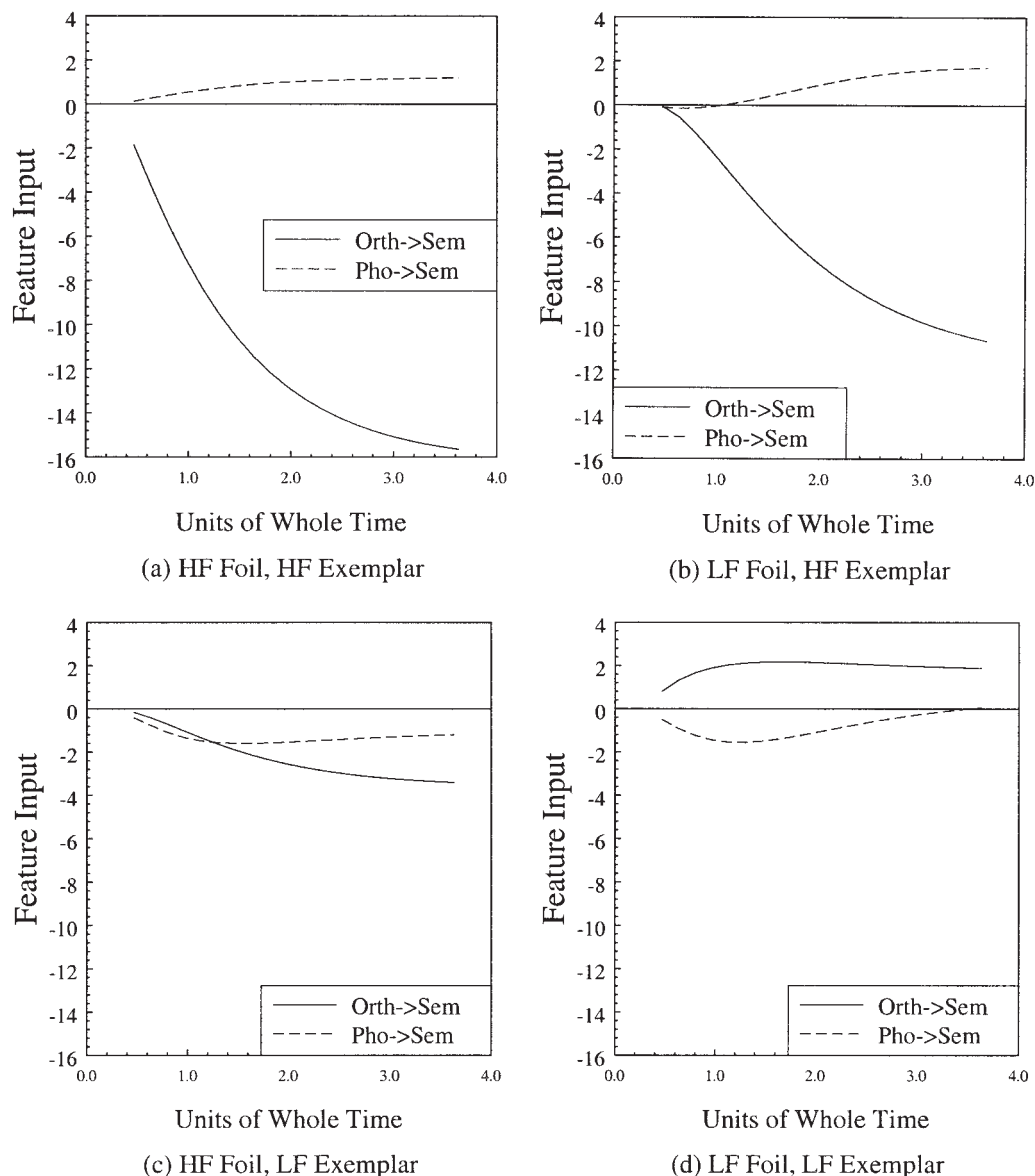 4
2
0
-2
-4
-6
-8
-10
-12
-14
-16
Feature Input
Orth->Sem
Pho->Sem
0.0 1.0 2.0 3.0 4.0
Units of Whole Time
(a) HF Foil, HF Exemplar
4
2
0
-2
-4
-6
-8
-10
-12
-14
-16
Feature Input
Orth->Sem
Pho->Sem
0.0 1.0 2.0 3.0 4.0
Units of Whole Time
(b) LF Foil, HF Exemplar
4
2
0
-2
-4
-6
-8
-10
-12
-14
-16
Feature Input
Orth->Sem
Pho->Sem
0.0 1.0 2.0 3.0 4.0
Units of Whole Time
(c) HF Foil, LF Exemplar
4
2
0
-2
-4
-6
-8
-10
-12
-14
-16
Feature Input
Orth->Sem
Pho->Sem
0.0 1.0 2.0 3.0 4.0
Units of Whole Time
(d) LF Foil, LF Exemplar